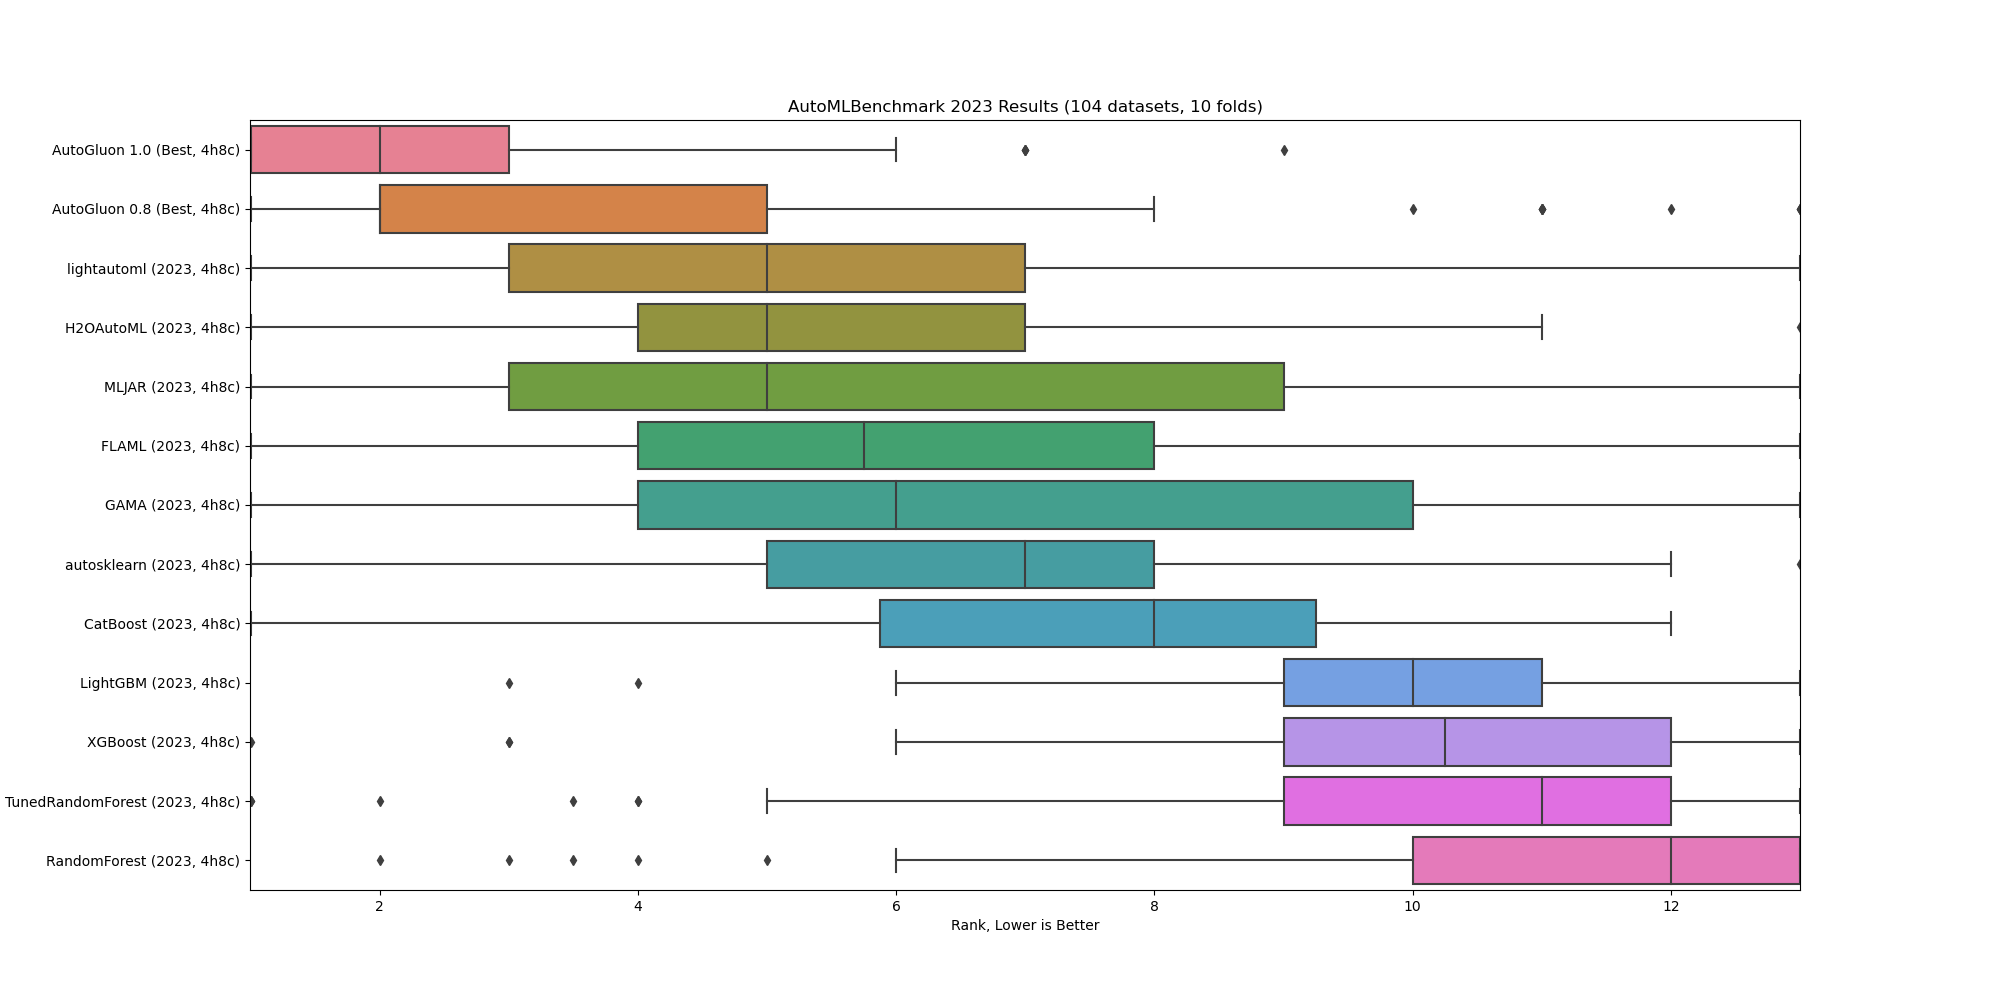 AutoMLBenchmark 2023 Results (104 datasets, 10 folds)
AutoGluon 1.0 (Best, 4h8c)
AutoGluon 0.8 (Best, 4h8c)
lightautoml (2023, 4h8c)
H2OAutoML (2023, 4h8c)
MLJAR (2023, 4h8c)
FLAML (2023, 4h8c)
GAMA (2023, 4h8c)
autosklearn (2023, 4h8c)
CatBoost (2023, 4h8c)
LightGBM (2023, 4h8c)
XGBoost (2023, 4h8c)
TunedRandomForest (2023, 4h8c)
RandomForest (2023, 4h8c)
2 4 6 8 10 12
Rank, Lower is Better